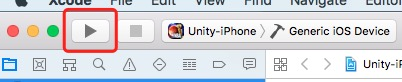 Xcode File Edit View Find Navigate Editor
Unity-iPhone Generic iOS Device
Unity-i